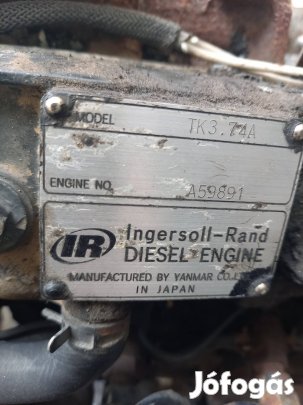 MODEL TK3.74A
ENGINE NO. A59891
IR Ingersoll-Rand
DIESEL ENGINE
MANUFACTURED BY YANMAR CO.,LTD
IN JAPAN
Jófogás